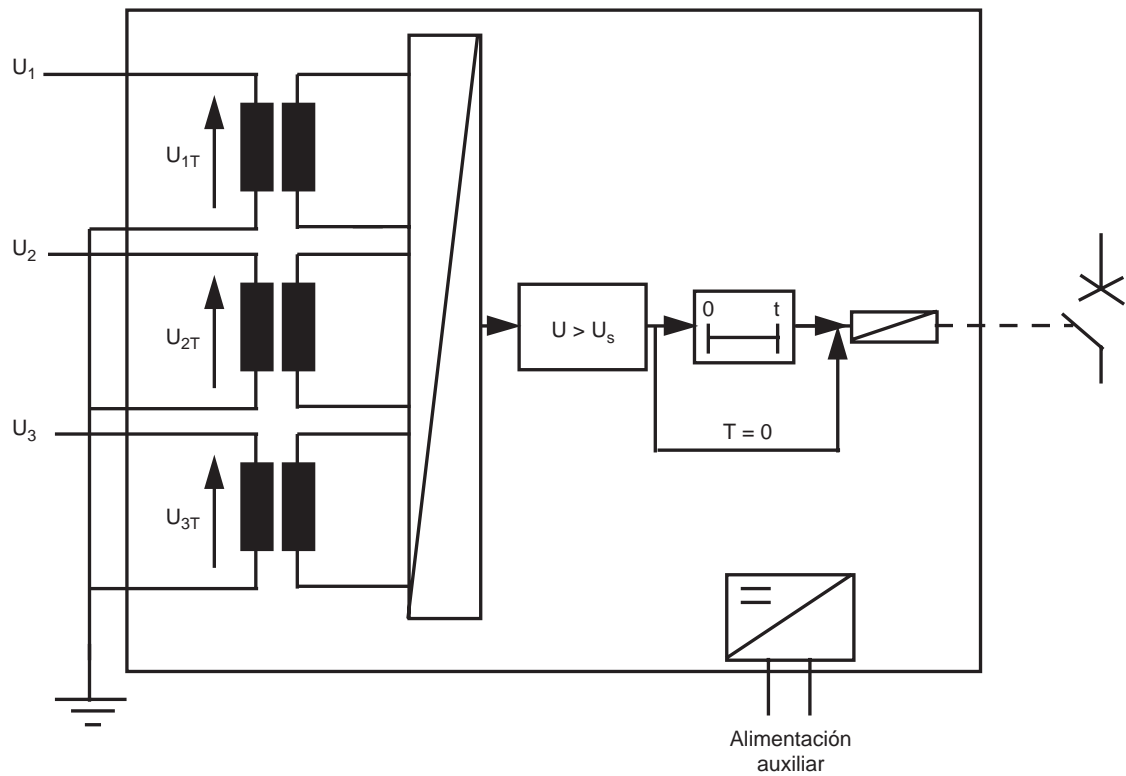 U1
U1T
U2
U2T
U3
U3T
U > Us
0 t
T = 0
Alimentación
auxiliar